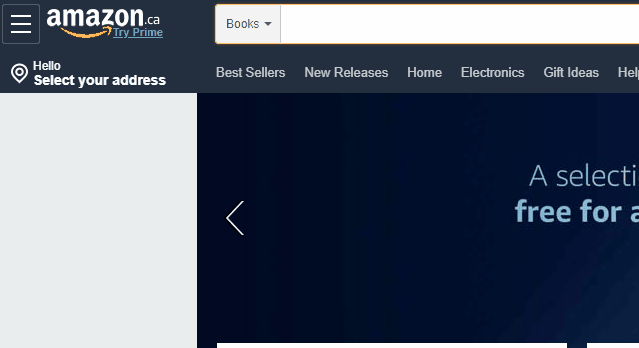 amazon.ca
Try Prime
Books
Hello
Select your address
Best Sellers New Releases Home Electronics Gift Ideas
A selecti
free for a